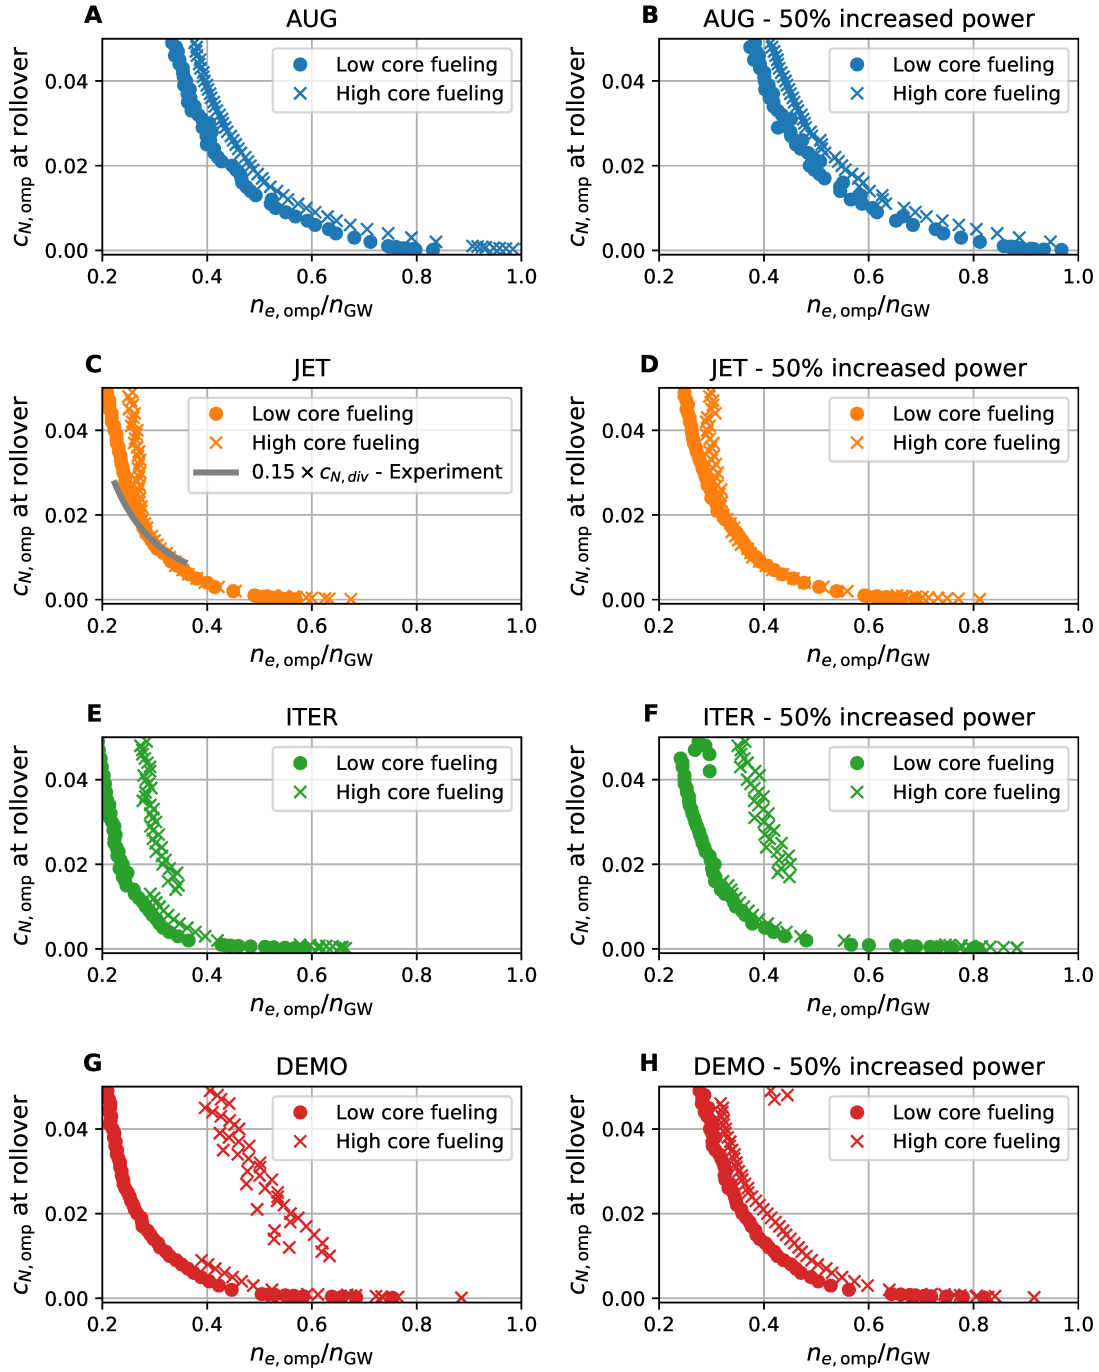 A AUG
Low core fueling
High core fueling
c_{N, omp} at rollover
0.04
0.02
0.00
0.2 0.4 0.6 0.8 1.0
n_{e, omp}/n_{GW}
B AUG - 50% increased power
Low core fueling
High core fueling
c_{N, omp} at rollover
0.04
0.02
0.00
0.2 0.4 0.6 0.8 1.0
n_{e, omp}/n_{GW}
C JET
Low core fueling
High core fueling
0.15 × c_{N, div} - Experiment
c_{N, omp} at rollover
0.04
0.02
0.00
0.2 0.4 0.6 0.8 1.0
n_{e, omp}/n_{GW}
D JET - 50% increased power
Low core fueling
High core fueling
c_{N, omp} at rollover
0.04
0.02
0.00
0.2 0.4 0.6 0.8 1.0
n_{e, omp}/n_{GW}
E ITER
Low core fueling
High core fueling
c_{N, omp} at rollover
0.04
0.02
0.00
0.2 0.4 0.6 0.8 1.0
n_{e, omp}/n_{GW}
F ITER - 50% increased power
Low core fueling
High core fueling
c_{N, omp} at rollover
0.04
0.02
0.00
0.2 0.4 0.6 0.8 1.0
n_{e, omp}/n_{GW}
G DEMO
Low core fueling
High core fueling
c_{N, omp} at rollover
0.04
0.02
0.00
0.2 0.4 0.6 0.8 1.0
n_{e, omp}/n_{GW}
H DEMO - 50% increased power
Low core fueling
High core fueling
c_{N, omp} at rollover
0.04
0.02
0.00
0.2 0.4 0.6 0.8 1.0
n_{e, omp}/n_{GW}